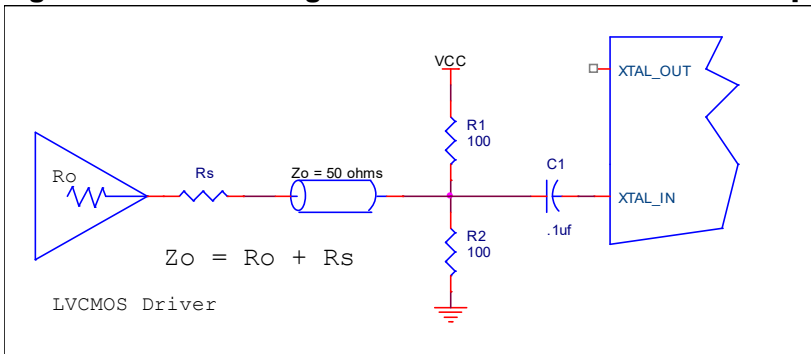 VCC
XTAL_OUT
R1
100
Ro
Rs
Zo = 50 ohms
C1
XTAL_IN
.1uf
R2
100
Zo = Ro + Rs
LVCMOS Driver